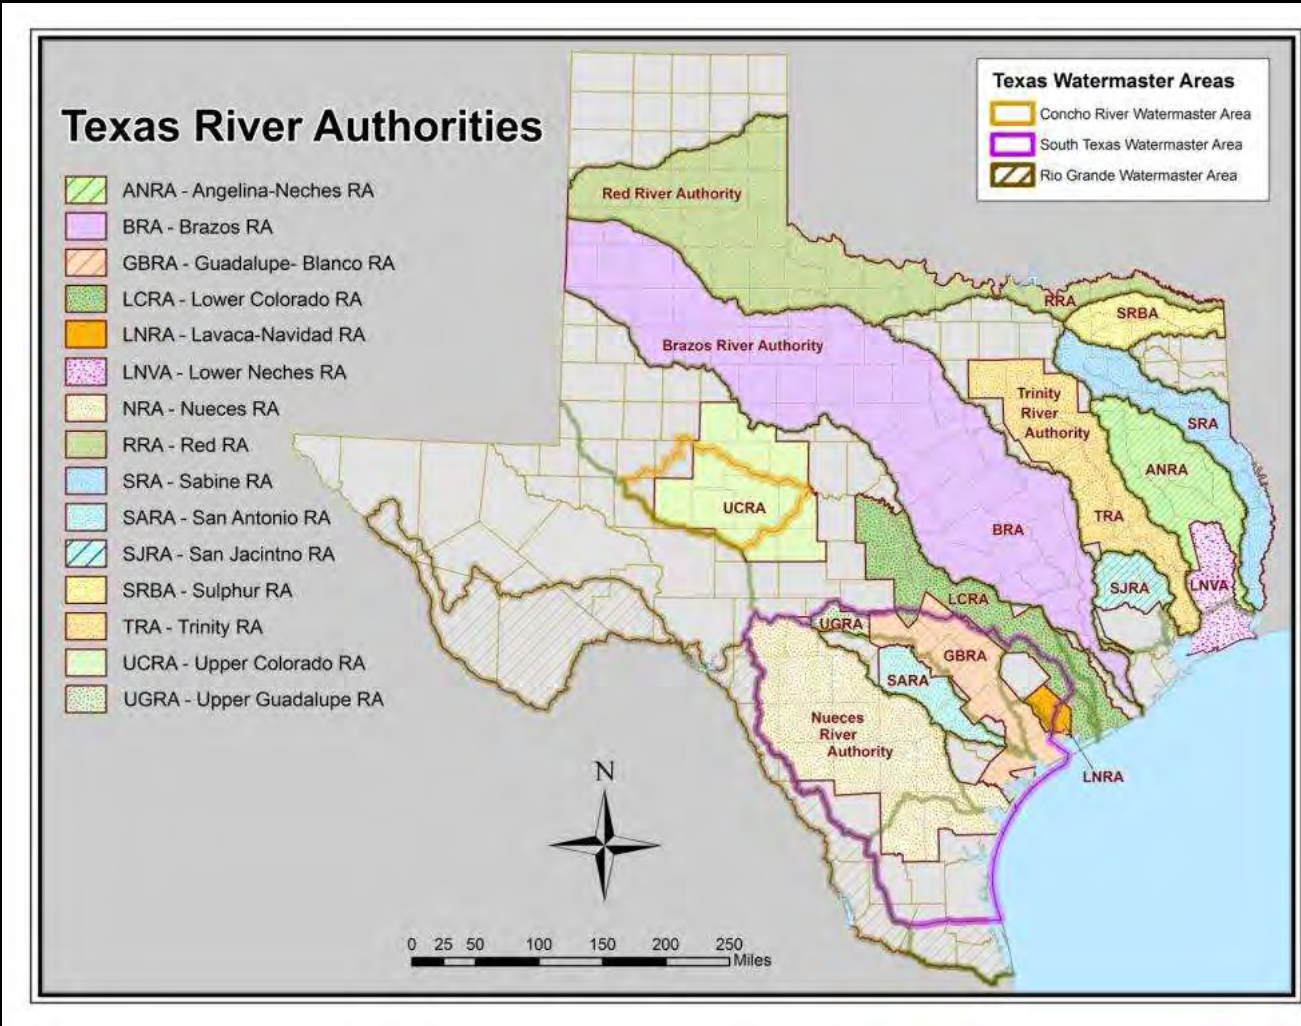 Texas River Authorities
ANRA - Angelina-Neches RA
BRA - Brazos RA
GBRA - Guadalupe- Blanco RA
LCRA - Lower Colorado RA
LNRA - Lavaca-Navidad RA
LNVA - Lower Neches RA
NRA - Nueces RA
RRA - Red RA
SRA - Sabine RA
SARA - San Antonio RA
SJRA - San Jacintno RA
SRBA - Sulphur RA
TRA - Trinity RA
UCRA - Upper Colorado RA
UGRA - Upper Guadalupe RA
Texas Watermaster Areas
Concho River Watermaster Area
South Texas Watermaster Area
Rio Grande Watermaster Area
Red River Authority
RRA
SRBA
Brazos River Authority
Trinity
River
Authority
SRA
ANRA
UCRA
TRA
BRA
SJRA
LNVA
LCRA
UGRA
GBRA
SARA
Nueces
River
Authority
LNRA
N
0 25 50 100 150 200 250
Miles